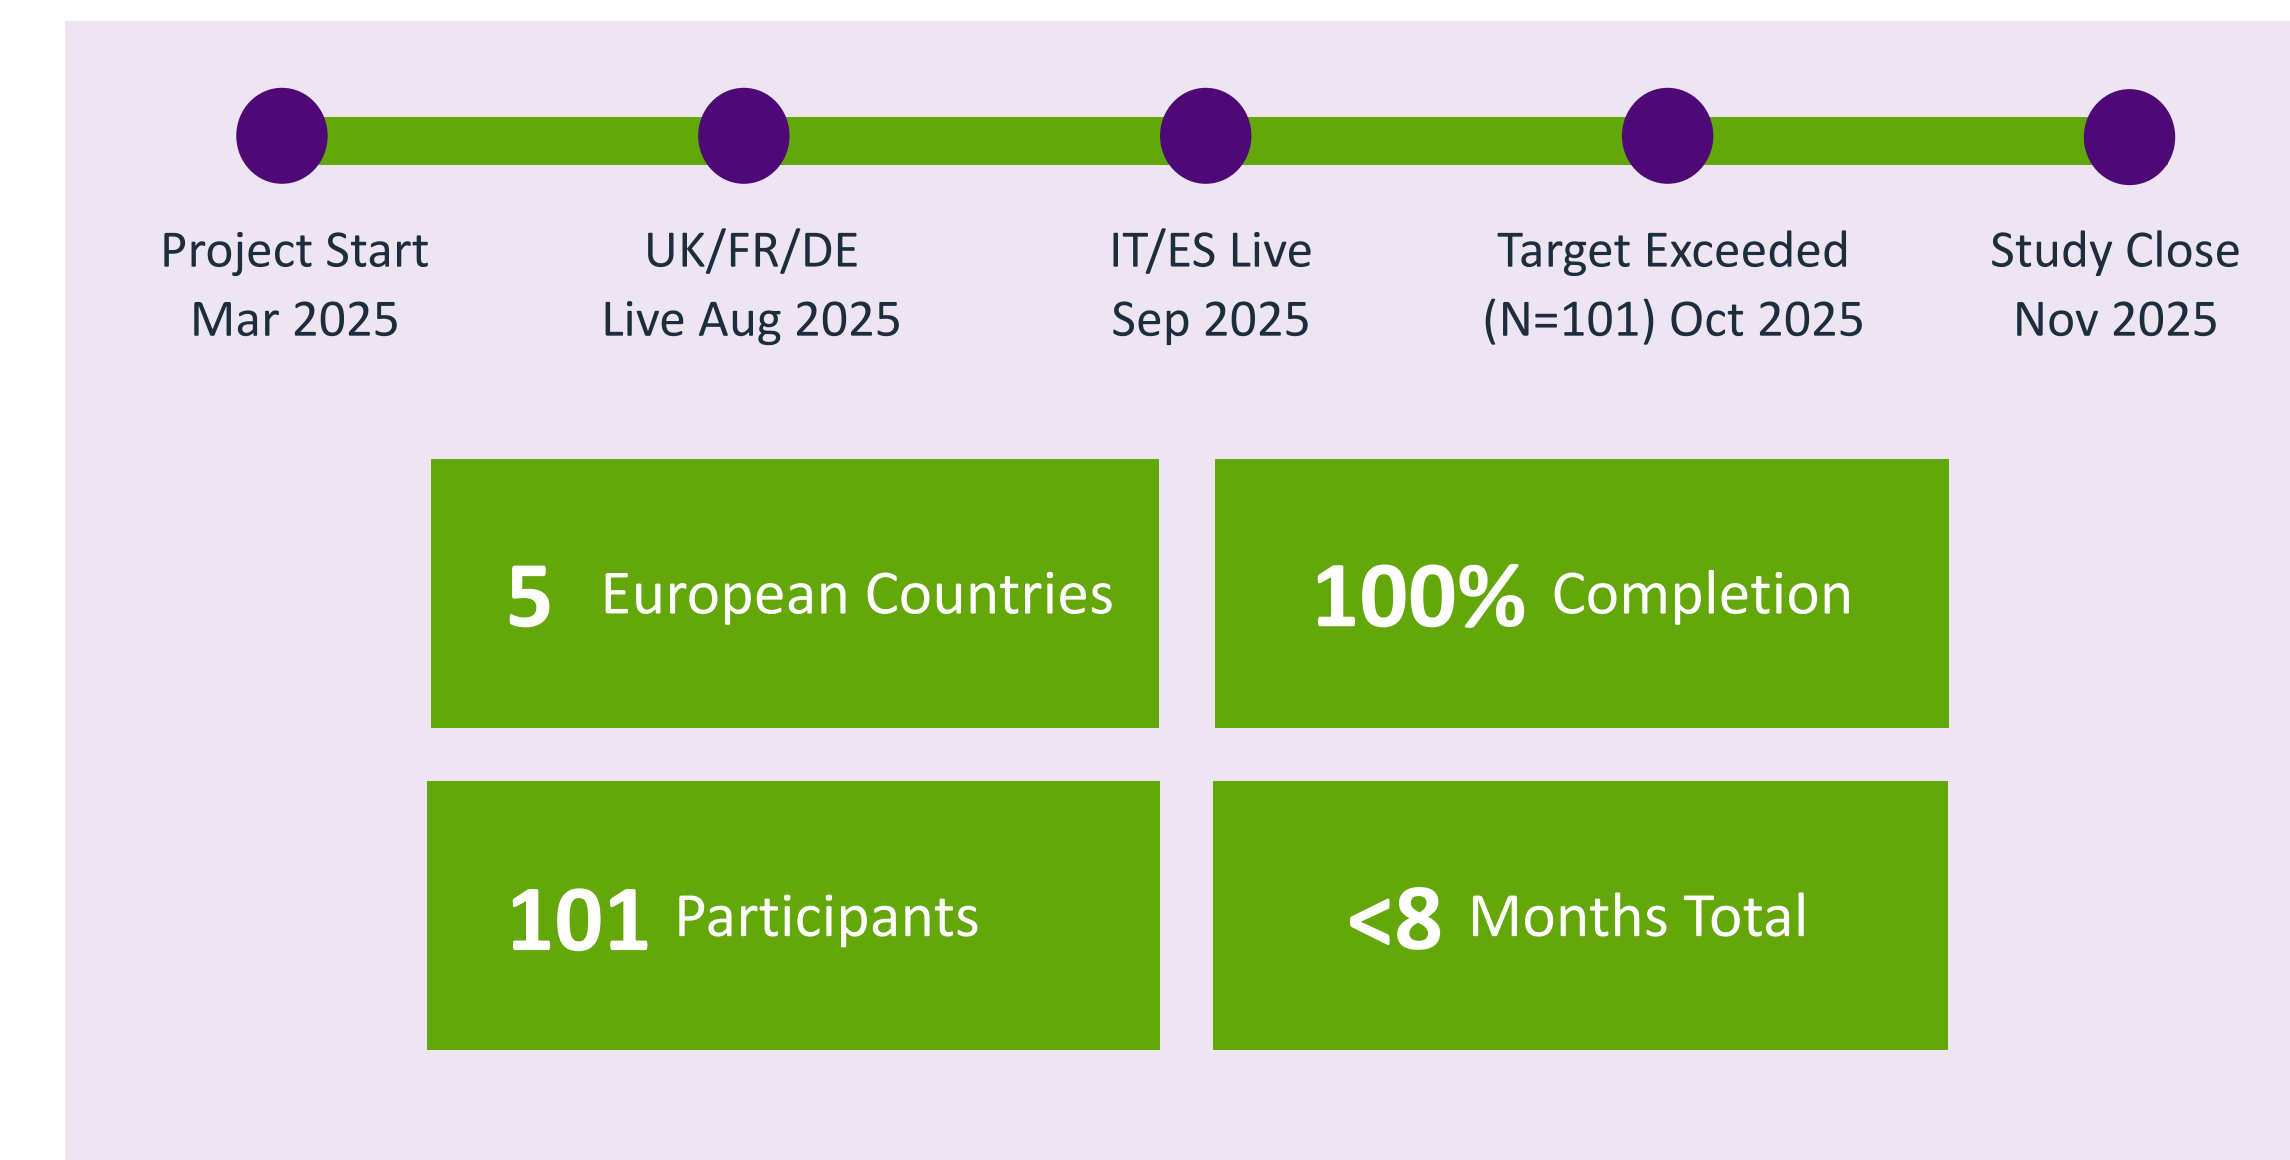 Project Start
Mar 2025
UK/FR/DE
Live Aug 2025
IT/ES Live
Sep 2025
Target Exceeded
(N=101) Oct 2025
Study Close
Nov 2025
5 European Countries
100% Completion
101 Participants
<8 Months Total